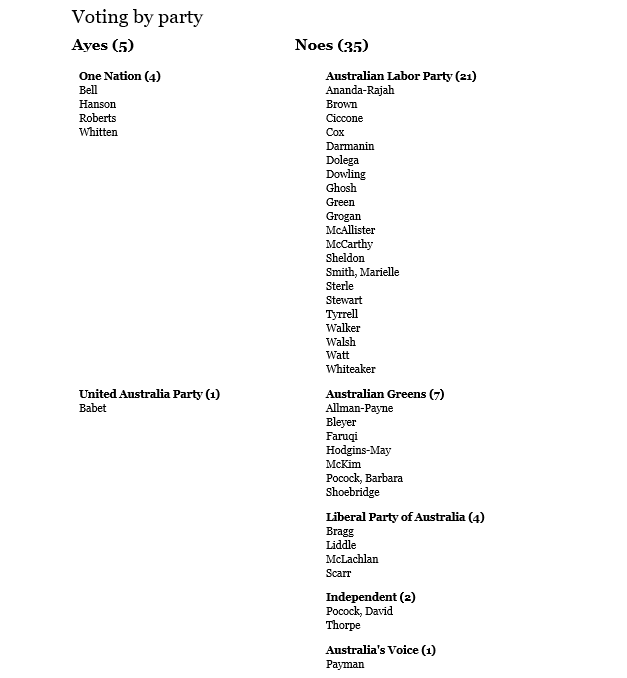 Voting by party
Ayes (5)
Noes (35)
One Nation (4)
Bell
Hanson
Roberts
Whitten
Australian Labor Party (21)
Ananda-Rajah
Brown
Ciccone
Cox
Darmanin
Dolega
Dowling
Ghosh
Green
Grogan
McAllister
McCarthy
Sheldon
Smith, Marielle
Sterle
Stewart
Tyrrell
Walker
Walsh
Watt
Whiteaker
United Australia Party (1)
Babet
Australian Greens (7)
Allman-Payne
Bleyer
Faruqi
Hodgins-May
McKim
Pocock, Barbara
Shoebridge
Liberal Party of Australia (4)
Bragg
Liddle
McLachlan
Scarr
Independent (2)
Pocock, David
Thorpe
Australia's Voice (1)
Payman